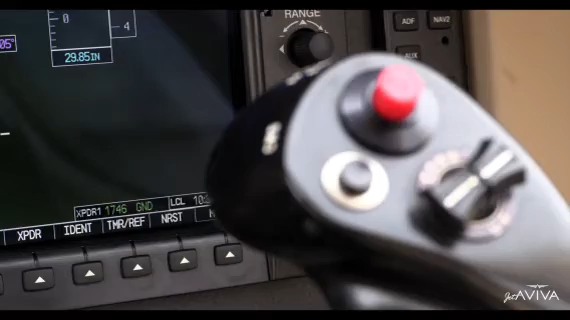 RANGE
ADF
NAV2
AUX
05
0
4
29.85IN
XPDR1 1746 GND
LCL 10:
XPDR
IDENT
TMR/REF
NRST
JetAVIVA